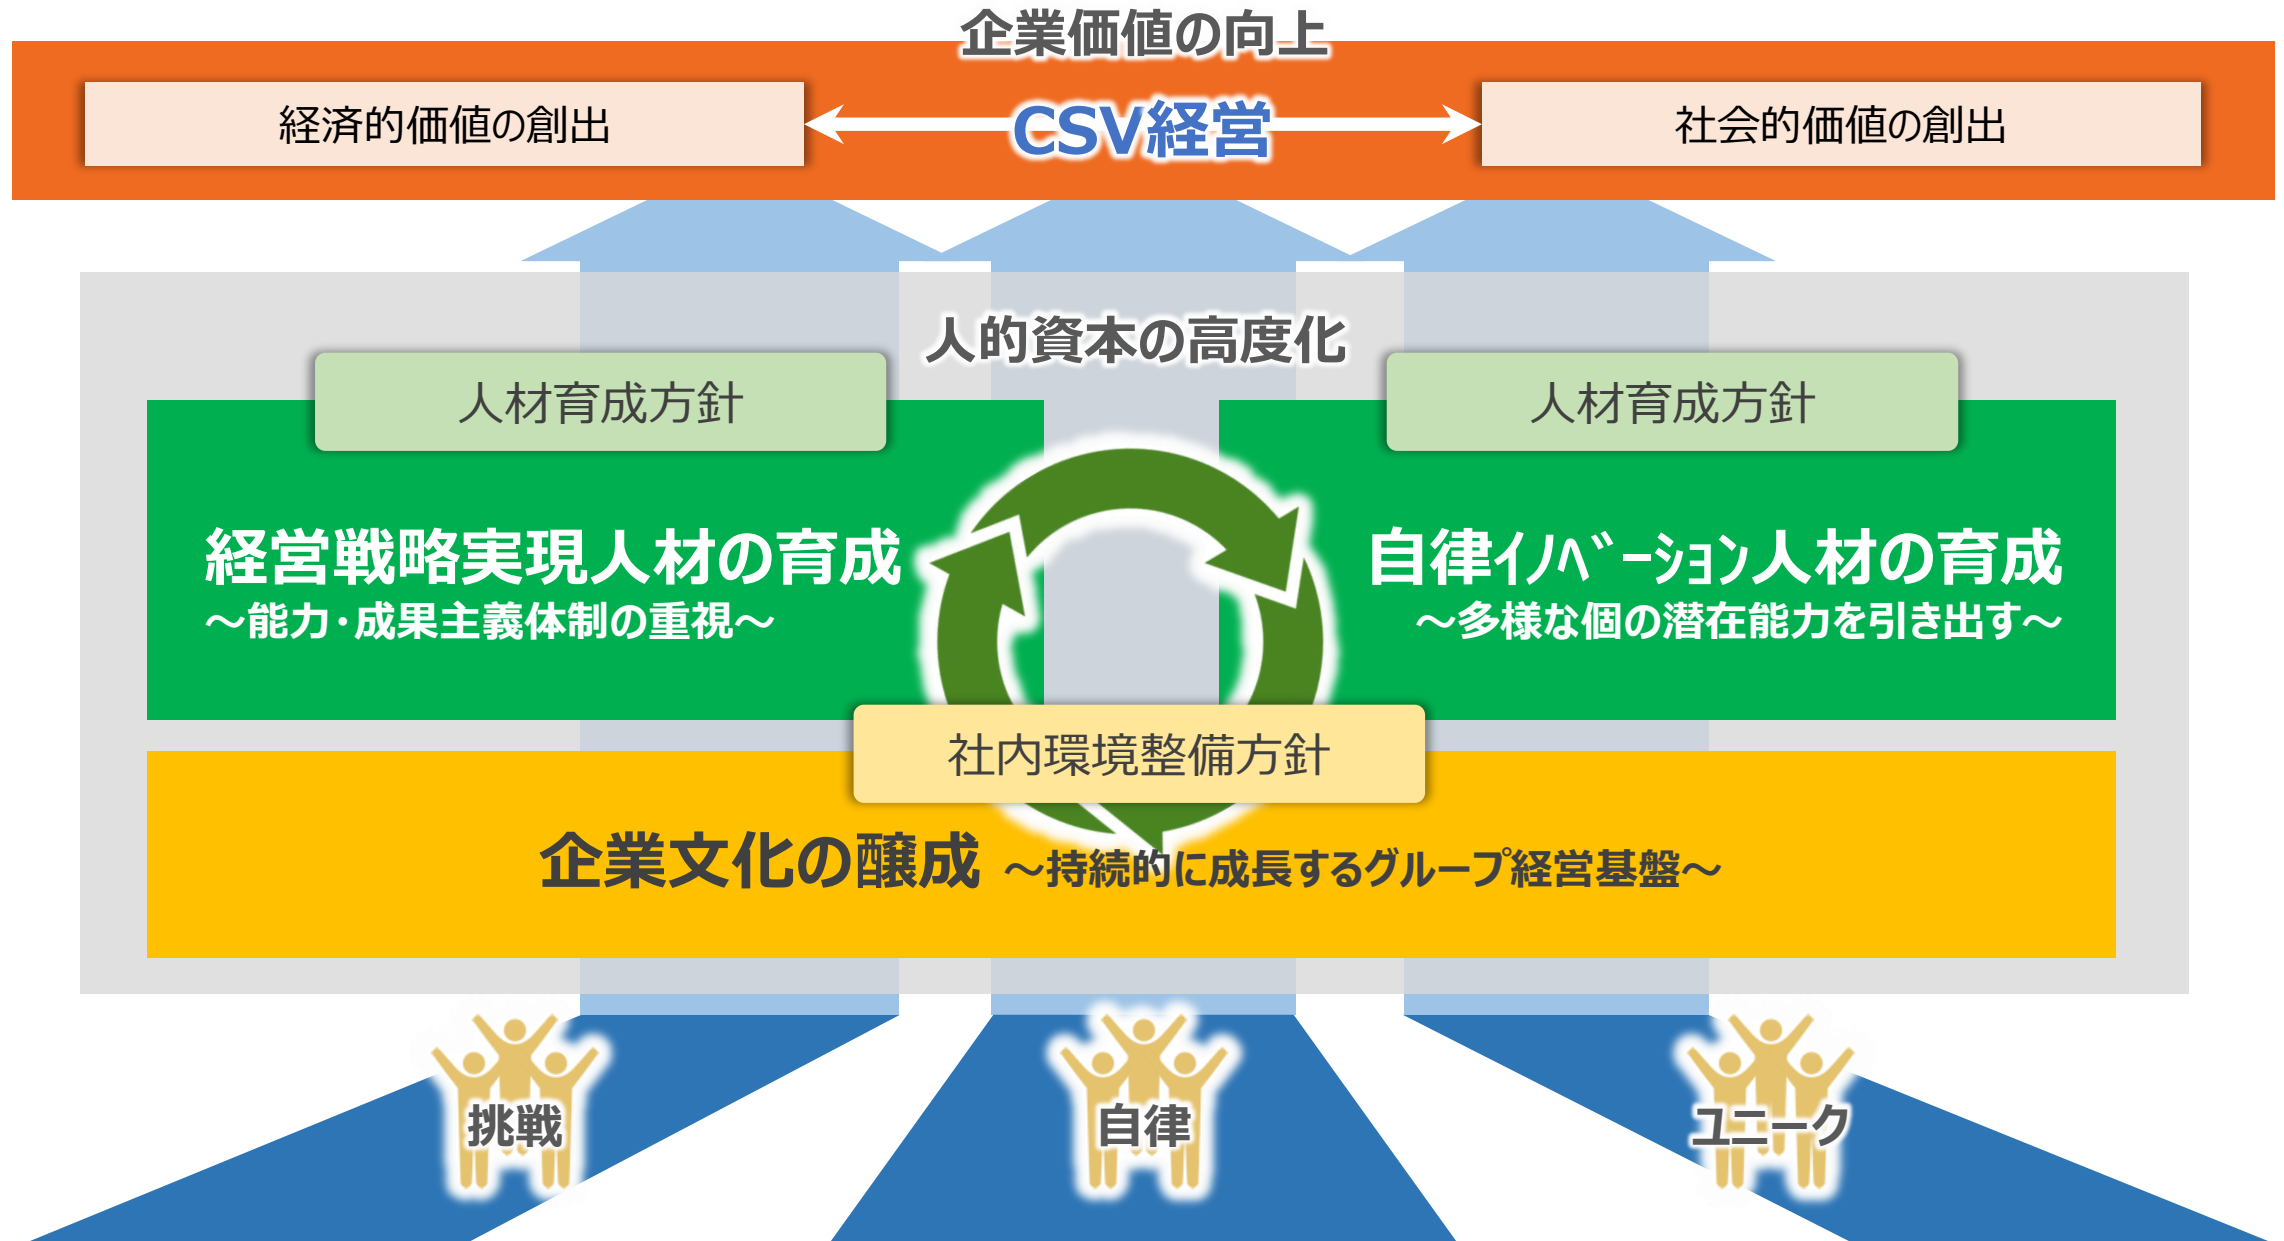 企業価値の向上
経済的価値の創出
CSV経営
社会的価値の創出
人的資本の高度化
人材育成方針
人材育成方針
経営戦略実現人材の育成
～能力・成果主義体制の重視～
自律ｲﾉﾍﾞｰｼｮﾝ人材の育成
～多様な個の潜在能力を引き出す～
社内環境整備方針
企業文化の醸成 ～持続的に成長するグループ経営基盤～
挑戦
自律
ユニーク